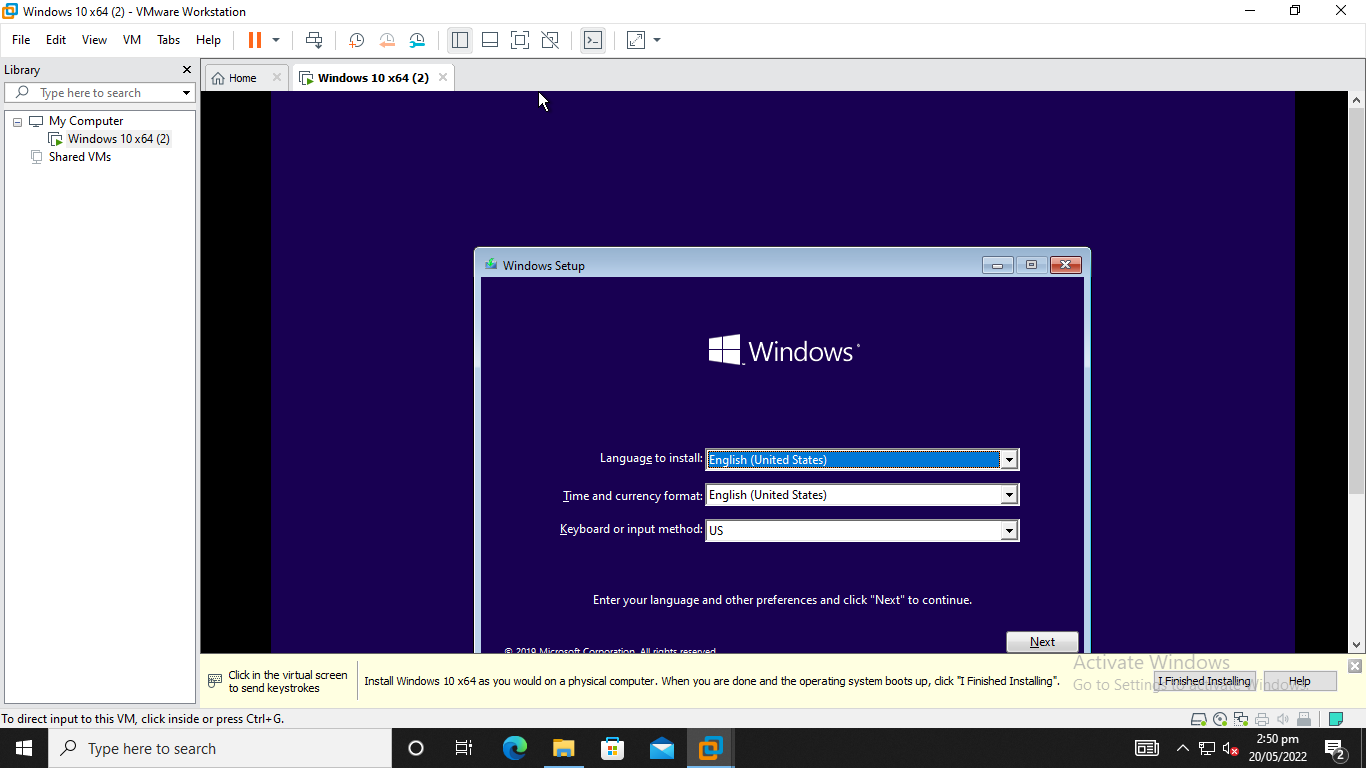 Windows 10 x64 (2) - VMware Workstation
File Edit View VM Tabs Help
Library
Type here to search
My Computer
Windows 10 x64 (2)
Shared VMs
Home
Windows 10 x64 (2)
Windows Setup
Windows
Language to install: English (United States)
Time and currency format: English (United States)
Keyboard or input method: US
Enter your language and other preferences and click "Next" to continue.
Next
© 2019 Microsoft Corporation. All rights reserved.
Click in the virtual screen
to send keystrokes
Install Windows 10 x64 as you would on a physical computer. When you are done and the operating system boots up, click "I Finished Installing".
I Finished Installing
Help
Activate Windows
Go to Settings to activate Windows.
To direct input to this VM, click inside or press Ctrl+G.
Type here to search
2:50 pm
20/05/2022
2